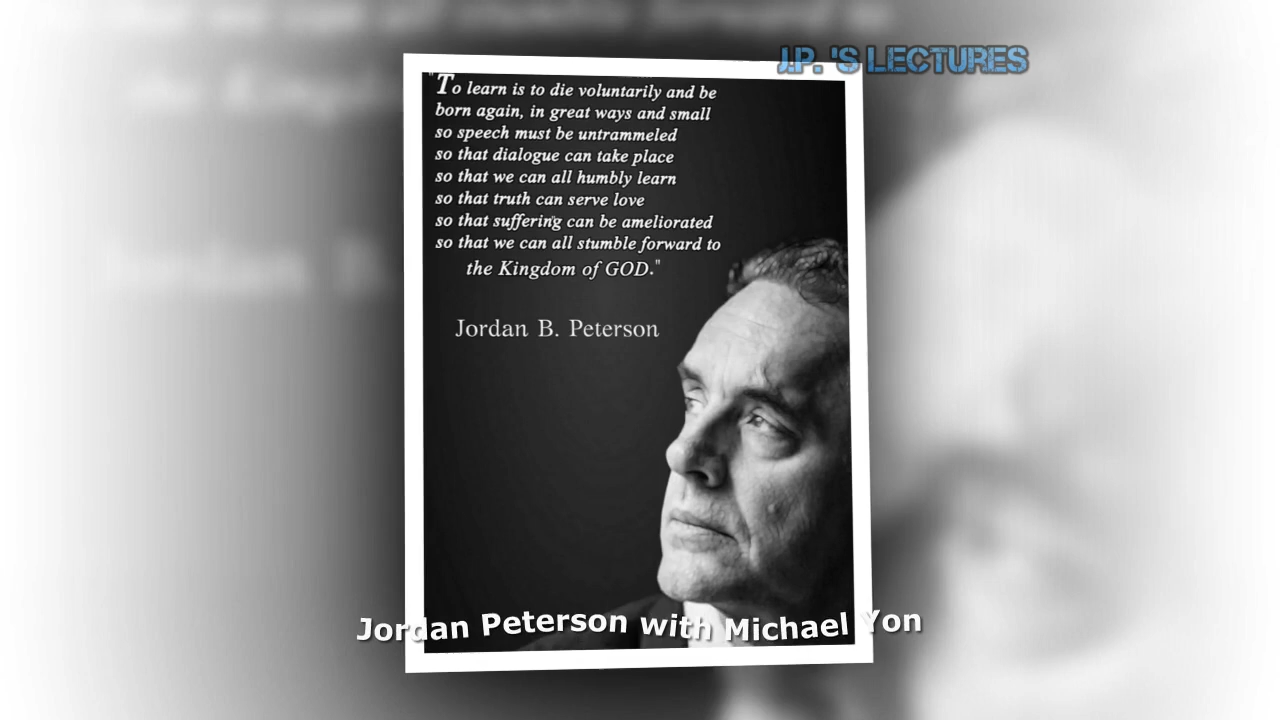 J.P. 'S LECTURES
"To learn is to die voluntarily and be
born again, in great ways and small
so speech must be untrammeled
so that dialogue can take place
so that we can all humbly learn
so that truth can serve love
so that suffering can be ameliorated
so that we can all stumble forward to
the Kingdom of GOD."
Jordan B. Peterson
Jordan Peterson with Michael Yon